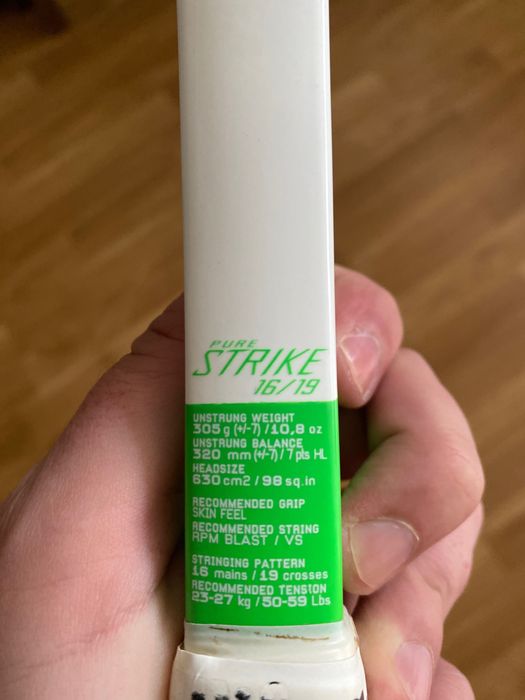 PURE
STRIKE
16/19
UNSTRUNG WEIGHT
305 g (+/-7) / 10,8 oz
UNSTRUNG BALANCE
320 mm (+/-7) / 7 pts HL
HEADSIZE
630 cm2 / 98 sq.in
RECOMMENDED GRIP
SKIN FEEL
RECOMMENDED STRING
RPM BLAST / VS
STRINGING PATTERN
16 mains / 19 crosses
RECOMMENDED TENSION
23-27 kg / 50-59 Lbs